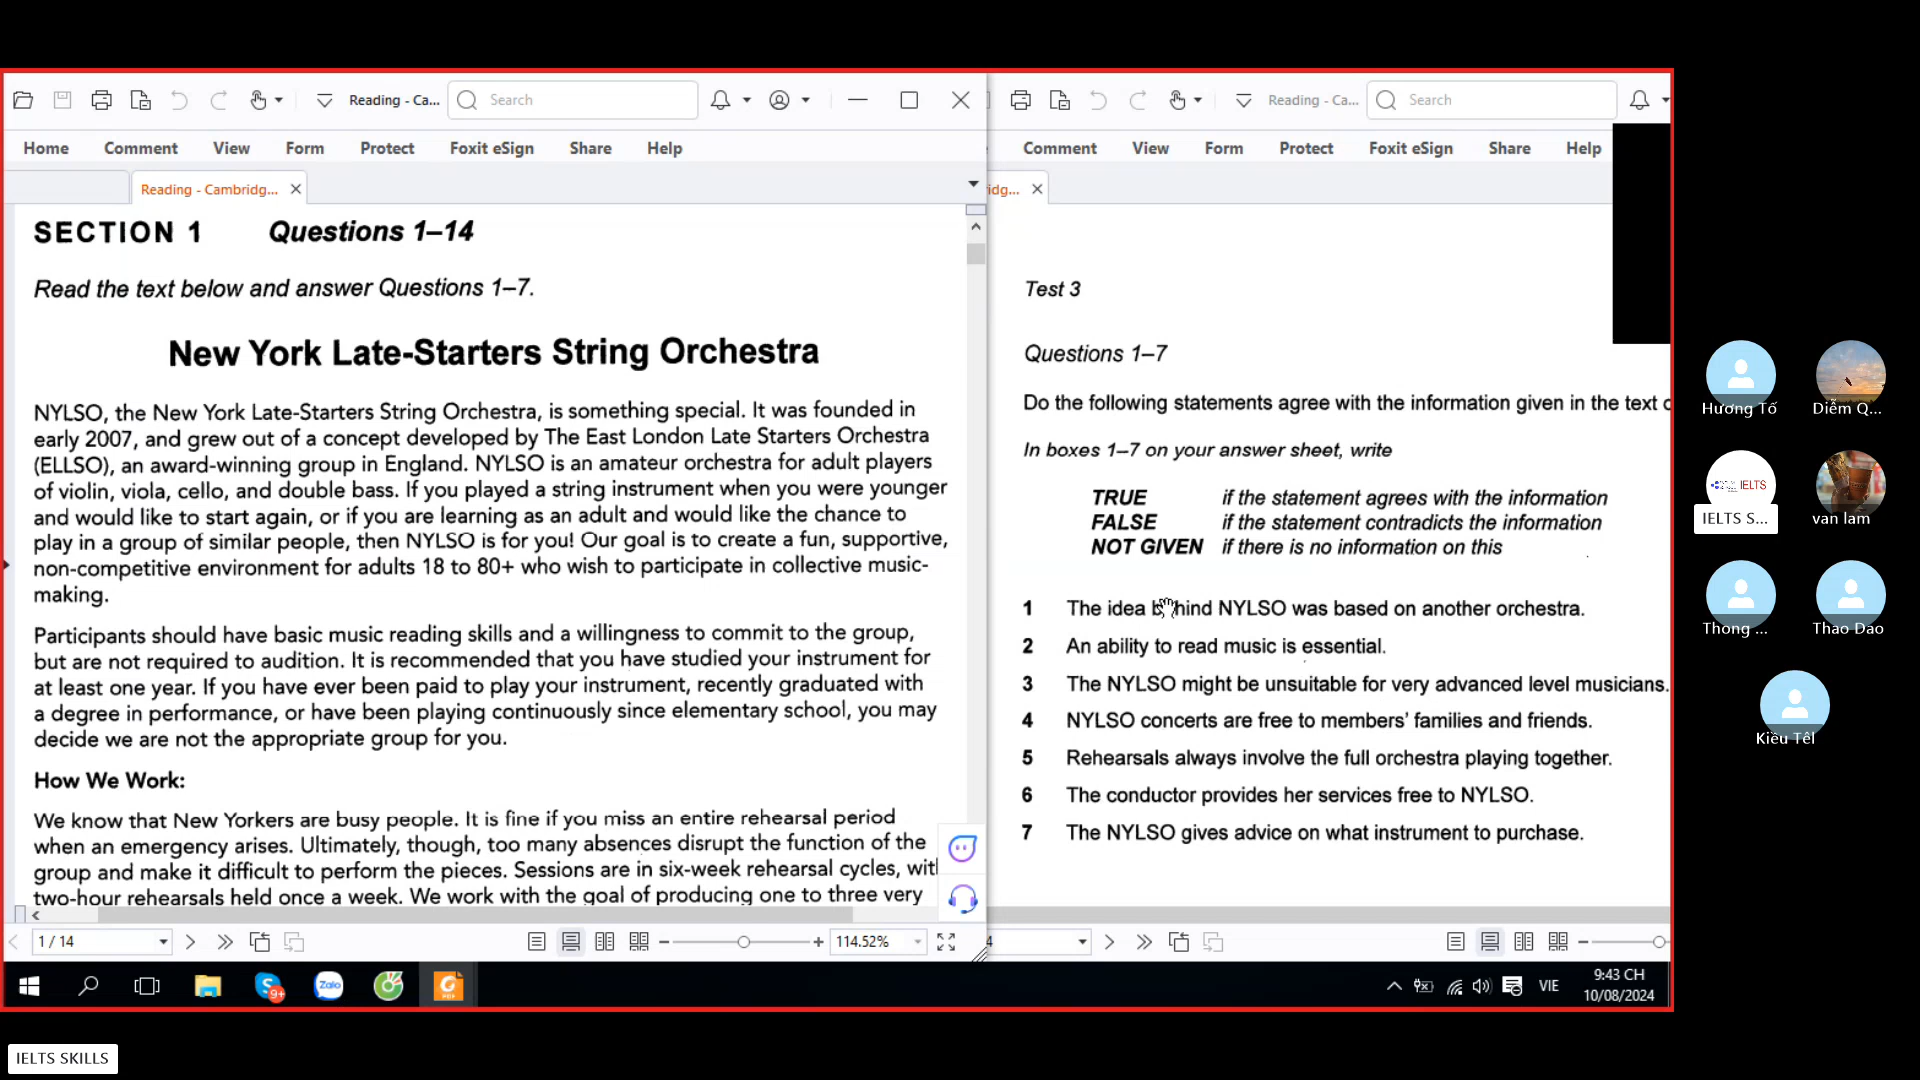 Reading - Ca...
Search
Reading - Ca...
Search
Home Comment View Form Protect Foxit eSign Share Help
Comment View Form Protect Foxit eSign Share Help
Reading - Cambridg...
idg...
SECTION 1 Questions 1–14
Read the text below and answer Questions 1–7.
New York Late-Starters String Orchestra
NYLSO, the New York Late-Starters String Orchestra, is something special. It was founded in
early 2007, and grew out of a concept developed by The East London Late Starters Orchestra
(ELLSO), an award-winning group in England. NYLSO is an amateur orchestra for adult players
of violin, viola, cello, and double bass. If you played a string instrument when you were younger
and would like to start again, or if you are learning as an adult and would like the chance to
play in a group of similar people, then NYLSO is for you! Our goal is to create a fun, supportive,
non-competitive environment for adults 18 to 80+ who wish to participate in collective music-
making.
Participants should have basic music reading skills and a willingness to commit to the group,
but are not required to audition. It is recommended that you have studied your instrument for
at least one year. If you have ever been paid to play your instrument, recently graduated with
a degree in performance, or have been playing continuously since elementary school, you may
decide we are not the appropriate group for you.
How We Work:
We know that New Yorkers are busy people. It is fine if you miss an entire rehearsal period
when an emergency arises. Ultimately, though, too many absences disrupt the function of the
group and make it difficult to perform the pieces. Sessions are in six-week rehearsal cycles, with
two-hour rehearsals held once a week. We work with the goal of producing one to three very
1 / 14
114.52%
Test 3
Questions 1–7
Do the following statements agree with the information given in the text
In boxes 1–7 on your answer sheet, write
TRUE if the statement agrees with the information
FALSE if the statement contradicts the information
NOT GIVEN if there is no information on this
1 The idea behind NYLSO was based on another orchestra.
2 An ability to read music is essential.
3 The NYLSO might be unsuitable for very advanced level musicians.
4 NYLSO concerts are free to members' families and friends.
5 Rehearsals always involve the full orchestra playing together.
6 The conductor provides her services free to NYLSO.
7 The NYLSO gives advice on what instrument to purchase.
4
9+
Zalo
PDF
VIE
9:43 CH
10/08/2024
Hương Tố
Diễm Q...
IELTS
IELTS S...
van lam
Thong ...
Thao Dao
Kiều Têl
IELTS SKILLS